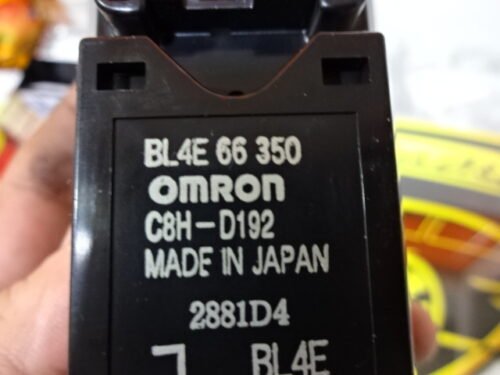 BL4E 66 350
omron
C8H-D192
MADE IN JAPAN
2881D4
BL4E